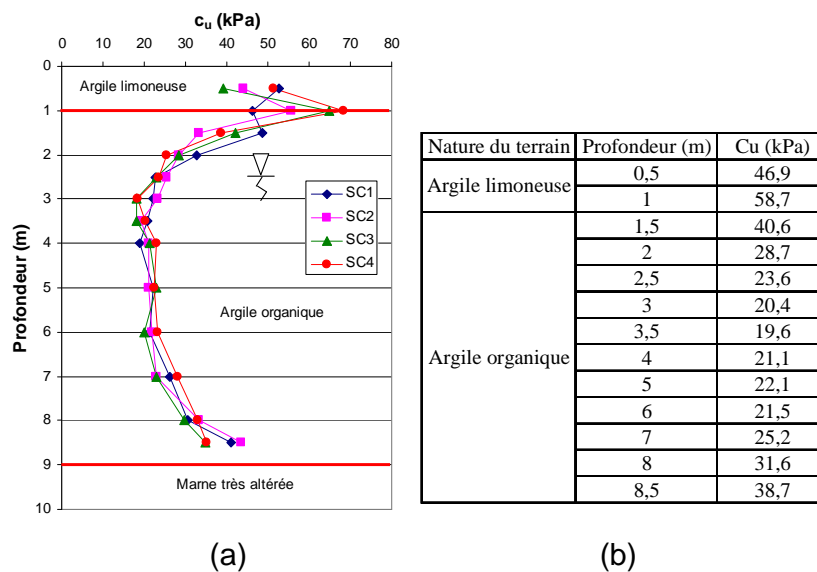 cu (kPa)
0 10 20 30 40 50 60 70 80
0
1
2
3
4
5
6
7
8
9
10
Profondeur (m)
Argile limoneuse
SC1
SC2
SC3
SC4
Argile organique
Marne très altérée
(a)
Nature du terrain Profondeur (m) Cu (kPa)
Argile limoneuse 0,5 46,9
1 58,7
Argile organique 1,5 40,6
2 28,7
2,5 23,6
3 20,4
3,5 19,6
4 21,1
5 22,1
6 21,5
7 25,2
8 31,6
8,5 38,7
(b)